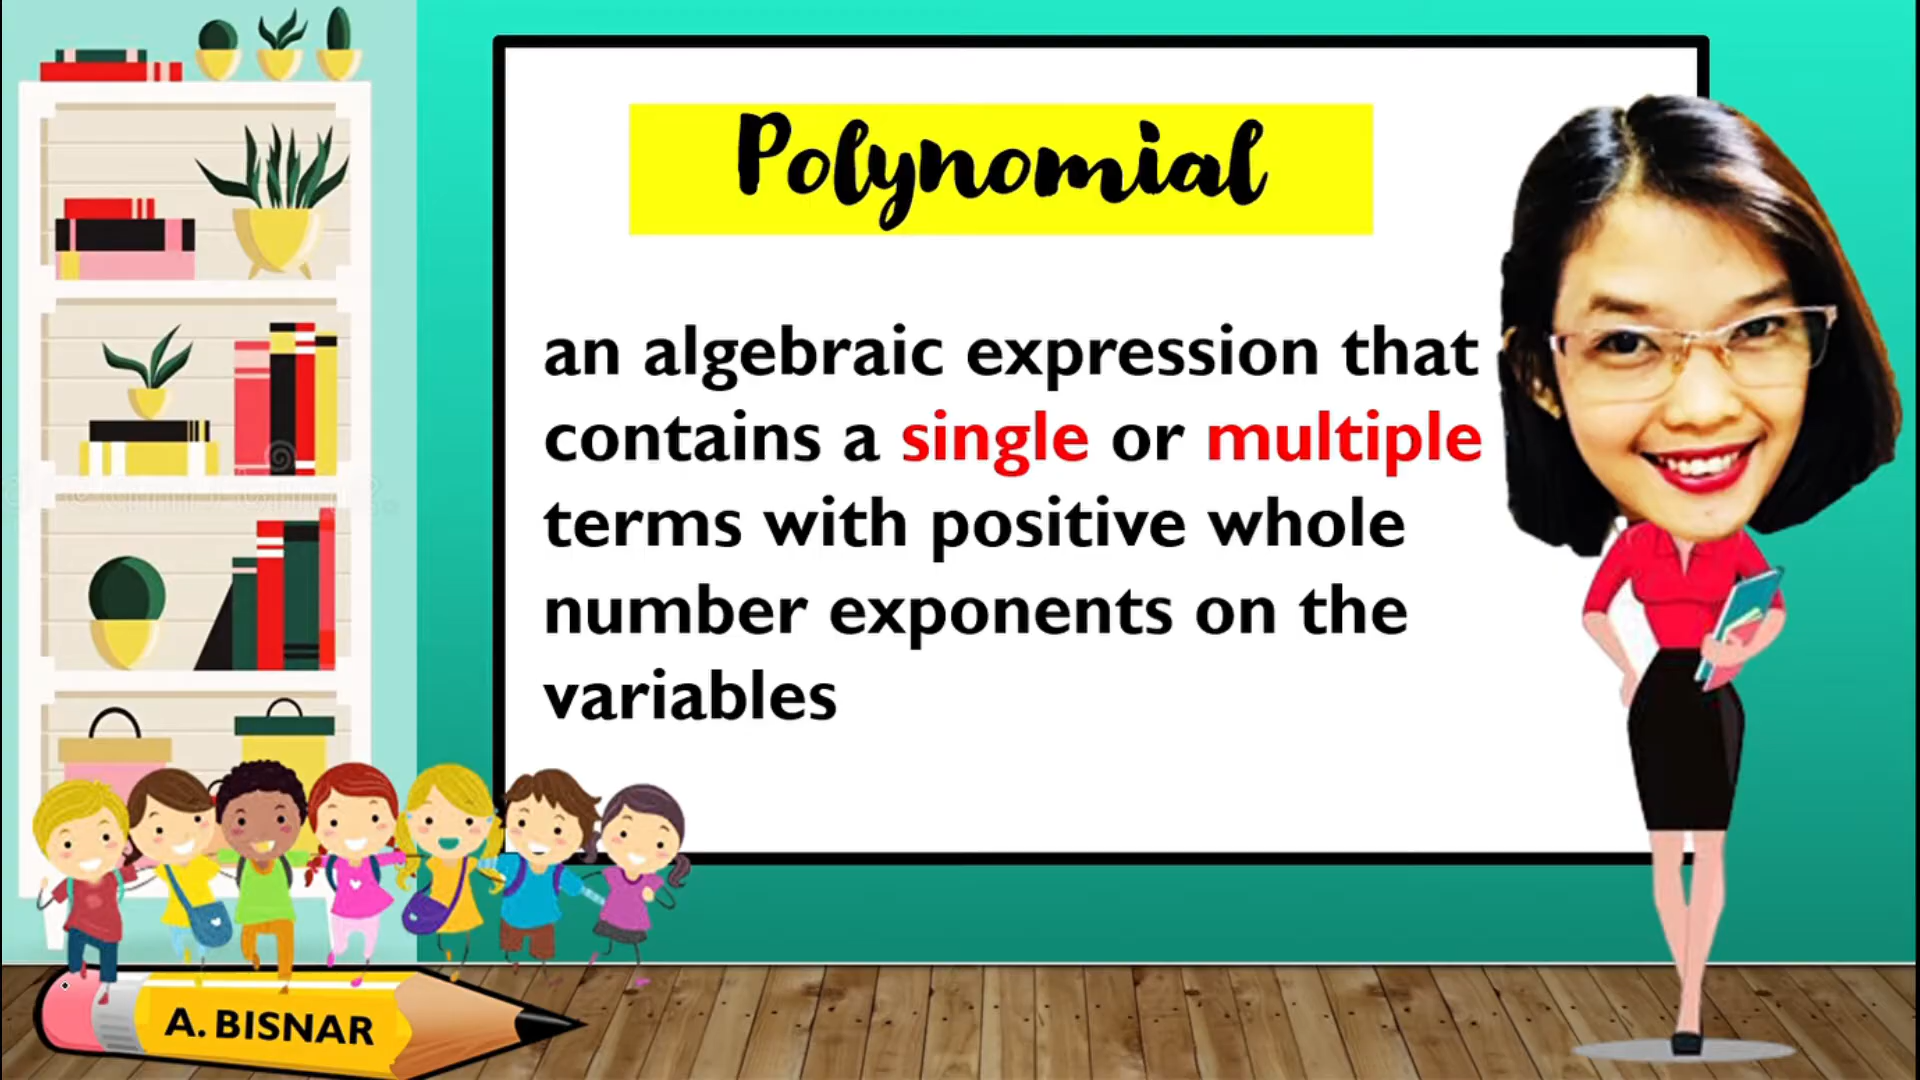 Polynomial
an algebraic expression that
contains a single or multiple
terms with positive whole
number exponents on the
variables
A. BISNAR